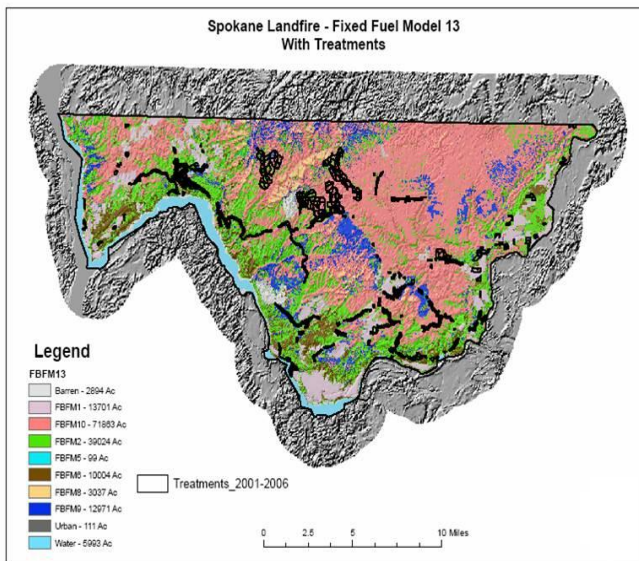 Spokane Landfire - Fixed Fuel Model 13
With Treatments
Legend
FBFM13
Barren - 2894 Ac
FBFM1 - 13701 Ac
FBFM10 - 71863 Ac
FBFM2 - 39024 Ac
FBFM5 - 99 Ac
FBFM6 - 10004 Ac
FBFM8 - 3037 Ac
FBFM9 - 12971 Ac
Urban - 111 Ac
Water - 5993 Ac
Treatments_2001-2006
0 2.5 5 10 Miles